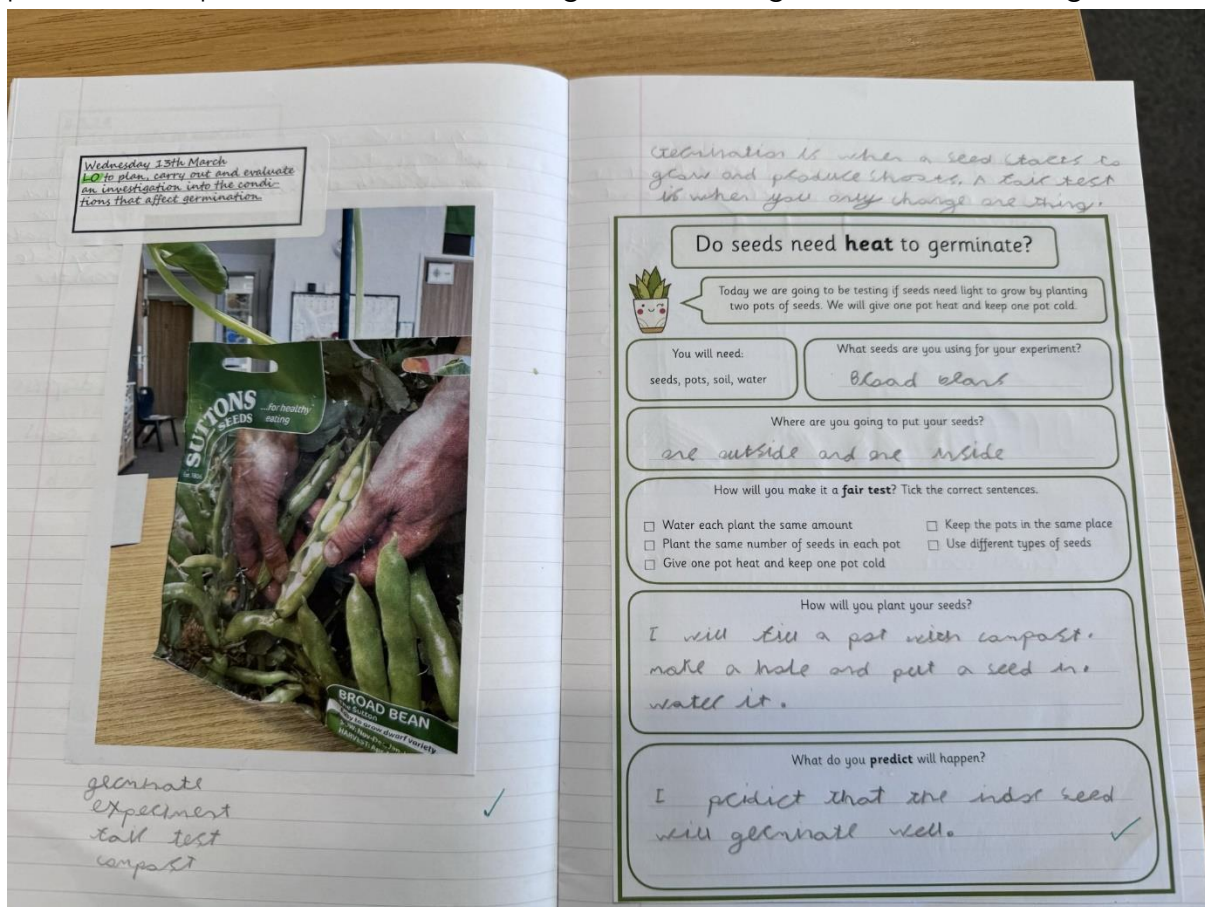 Wednesday 13th March
LO to plan, carry out and evaluate
an investigation into the condi-
tions that affect germination.
SUTTONS
SEEDS
...for healthy
eating
BROAD BEAN
The Sutton
Easy to grow dwarf variety
germinate
experiment
fair test
compost
Germination is when a seed starts to
grow and produce shoots. A fair test
is when you only change one thing.
Do seeds need heat to germinate?
Today we are going to be testing if seeds need light to grow by planting
two pots of seeds. We will give one pot heat and keep one pot cold.
You will need:
seeds, pots, soil, water
What seeds are you using for your experiment?
Broad beans
Where are you going to put your seeds?
one outside and one inside
How will you make it a fair test? Tick the correct sentences.
Water each plant the same amount
Plant the same number of seeds in each pot
Give one pot heat and keep one pot cold
Keep the pots in the same place
Use different types of seeds
How will you plant your seeds?
I will fill a pot with compost.
make a hole and put a seed in.
water it.
What do you predict will happen?
I pridict that the indse seed
will germinate well.